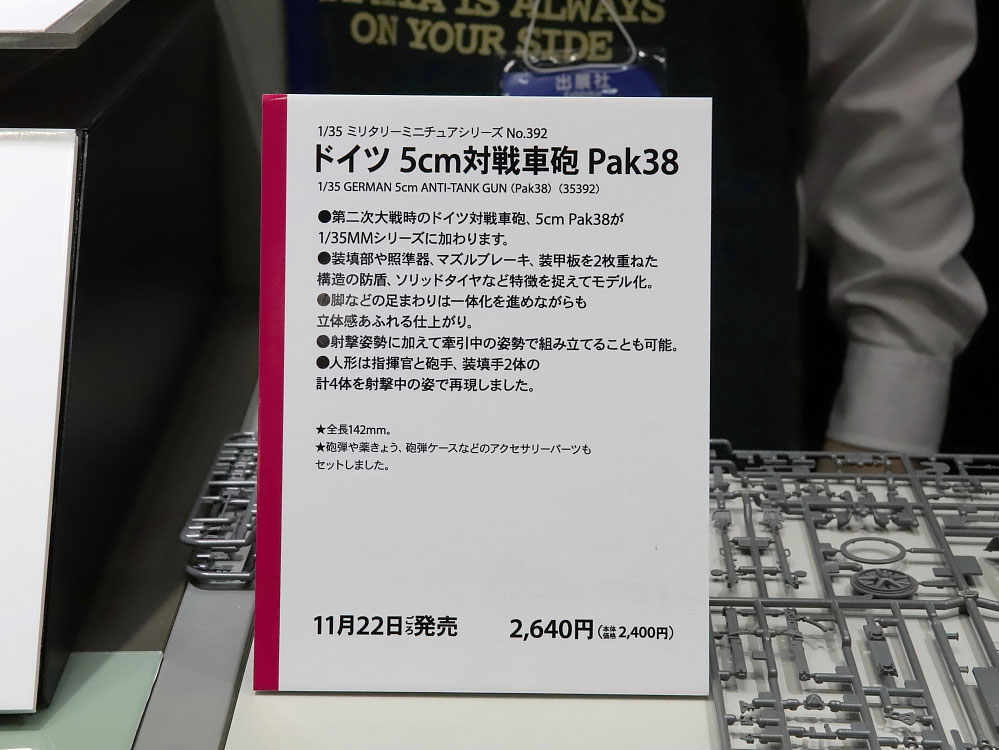 IS ALWAYS
ON YOUR SIDE
出展社
1/35 ミリタリーミニチュアシリーズ No.392
ドイツ 5cm対戦車砲 Pak38
1/35 GERMAN 5cm ANTI-TANK GUN (Pak38) (35392)
●第二次大戦時のドイツ対戦車砲、5cm Pak38が
1/35MMシリーズに加わります。
●装填部や照準器、マズルブレーキ、装甲板を2枚重ねた
構造の防盾、ソリッドタイヤなど特徴を捉えてモデル化。
●脚などの足まわりは一体化を進めながらも
立体感あふれる仕上がり。
●射撃姿勢に加えて牽引中の姿勢で組み立てることも可能。
●人形は指揮官と砲手、装填手2体の
計4体を射撃中の姿で再現しました。
★全長142mm。
★砲弾や薬きょう、砲弾ケースなどのアクセサリーパーツも
セットしました。
11月22日ごろ発売 2,640円(本体価格2,400円)